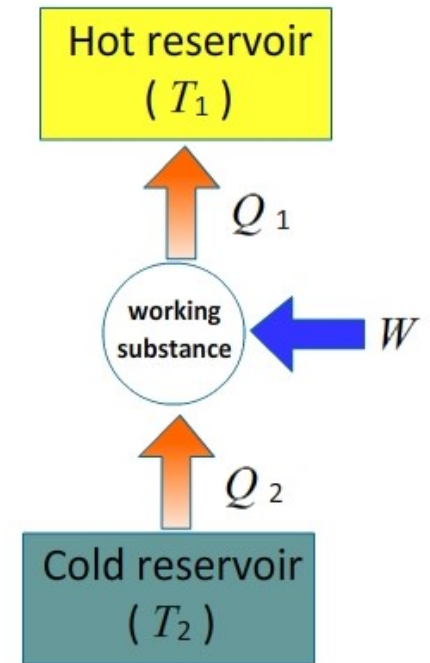 Hot reservoir
( T1 )
Q 1
working
substance
W
Q 2
Cold reservoir
( T2 )